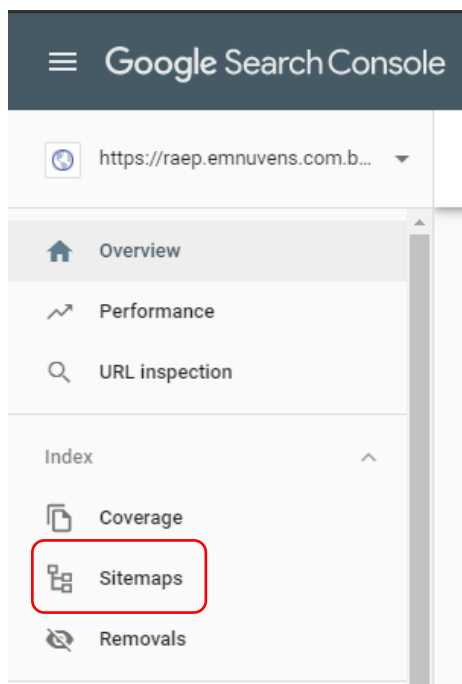 Google Search Console
https://raep.emnuvens.com.b...
Overview
Performance
URL inspection
Index
Coverage
Sitemaps
Removals